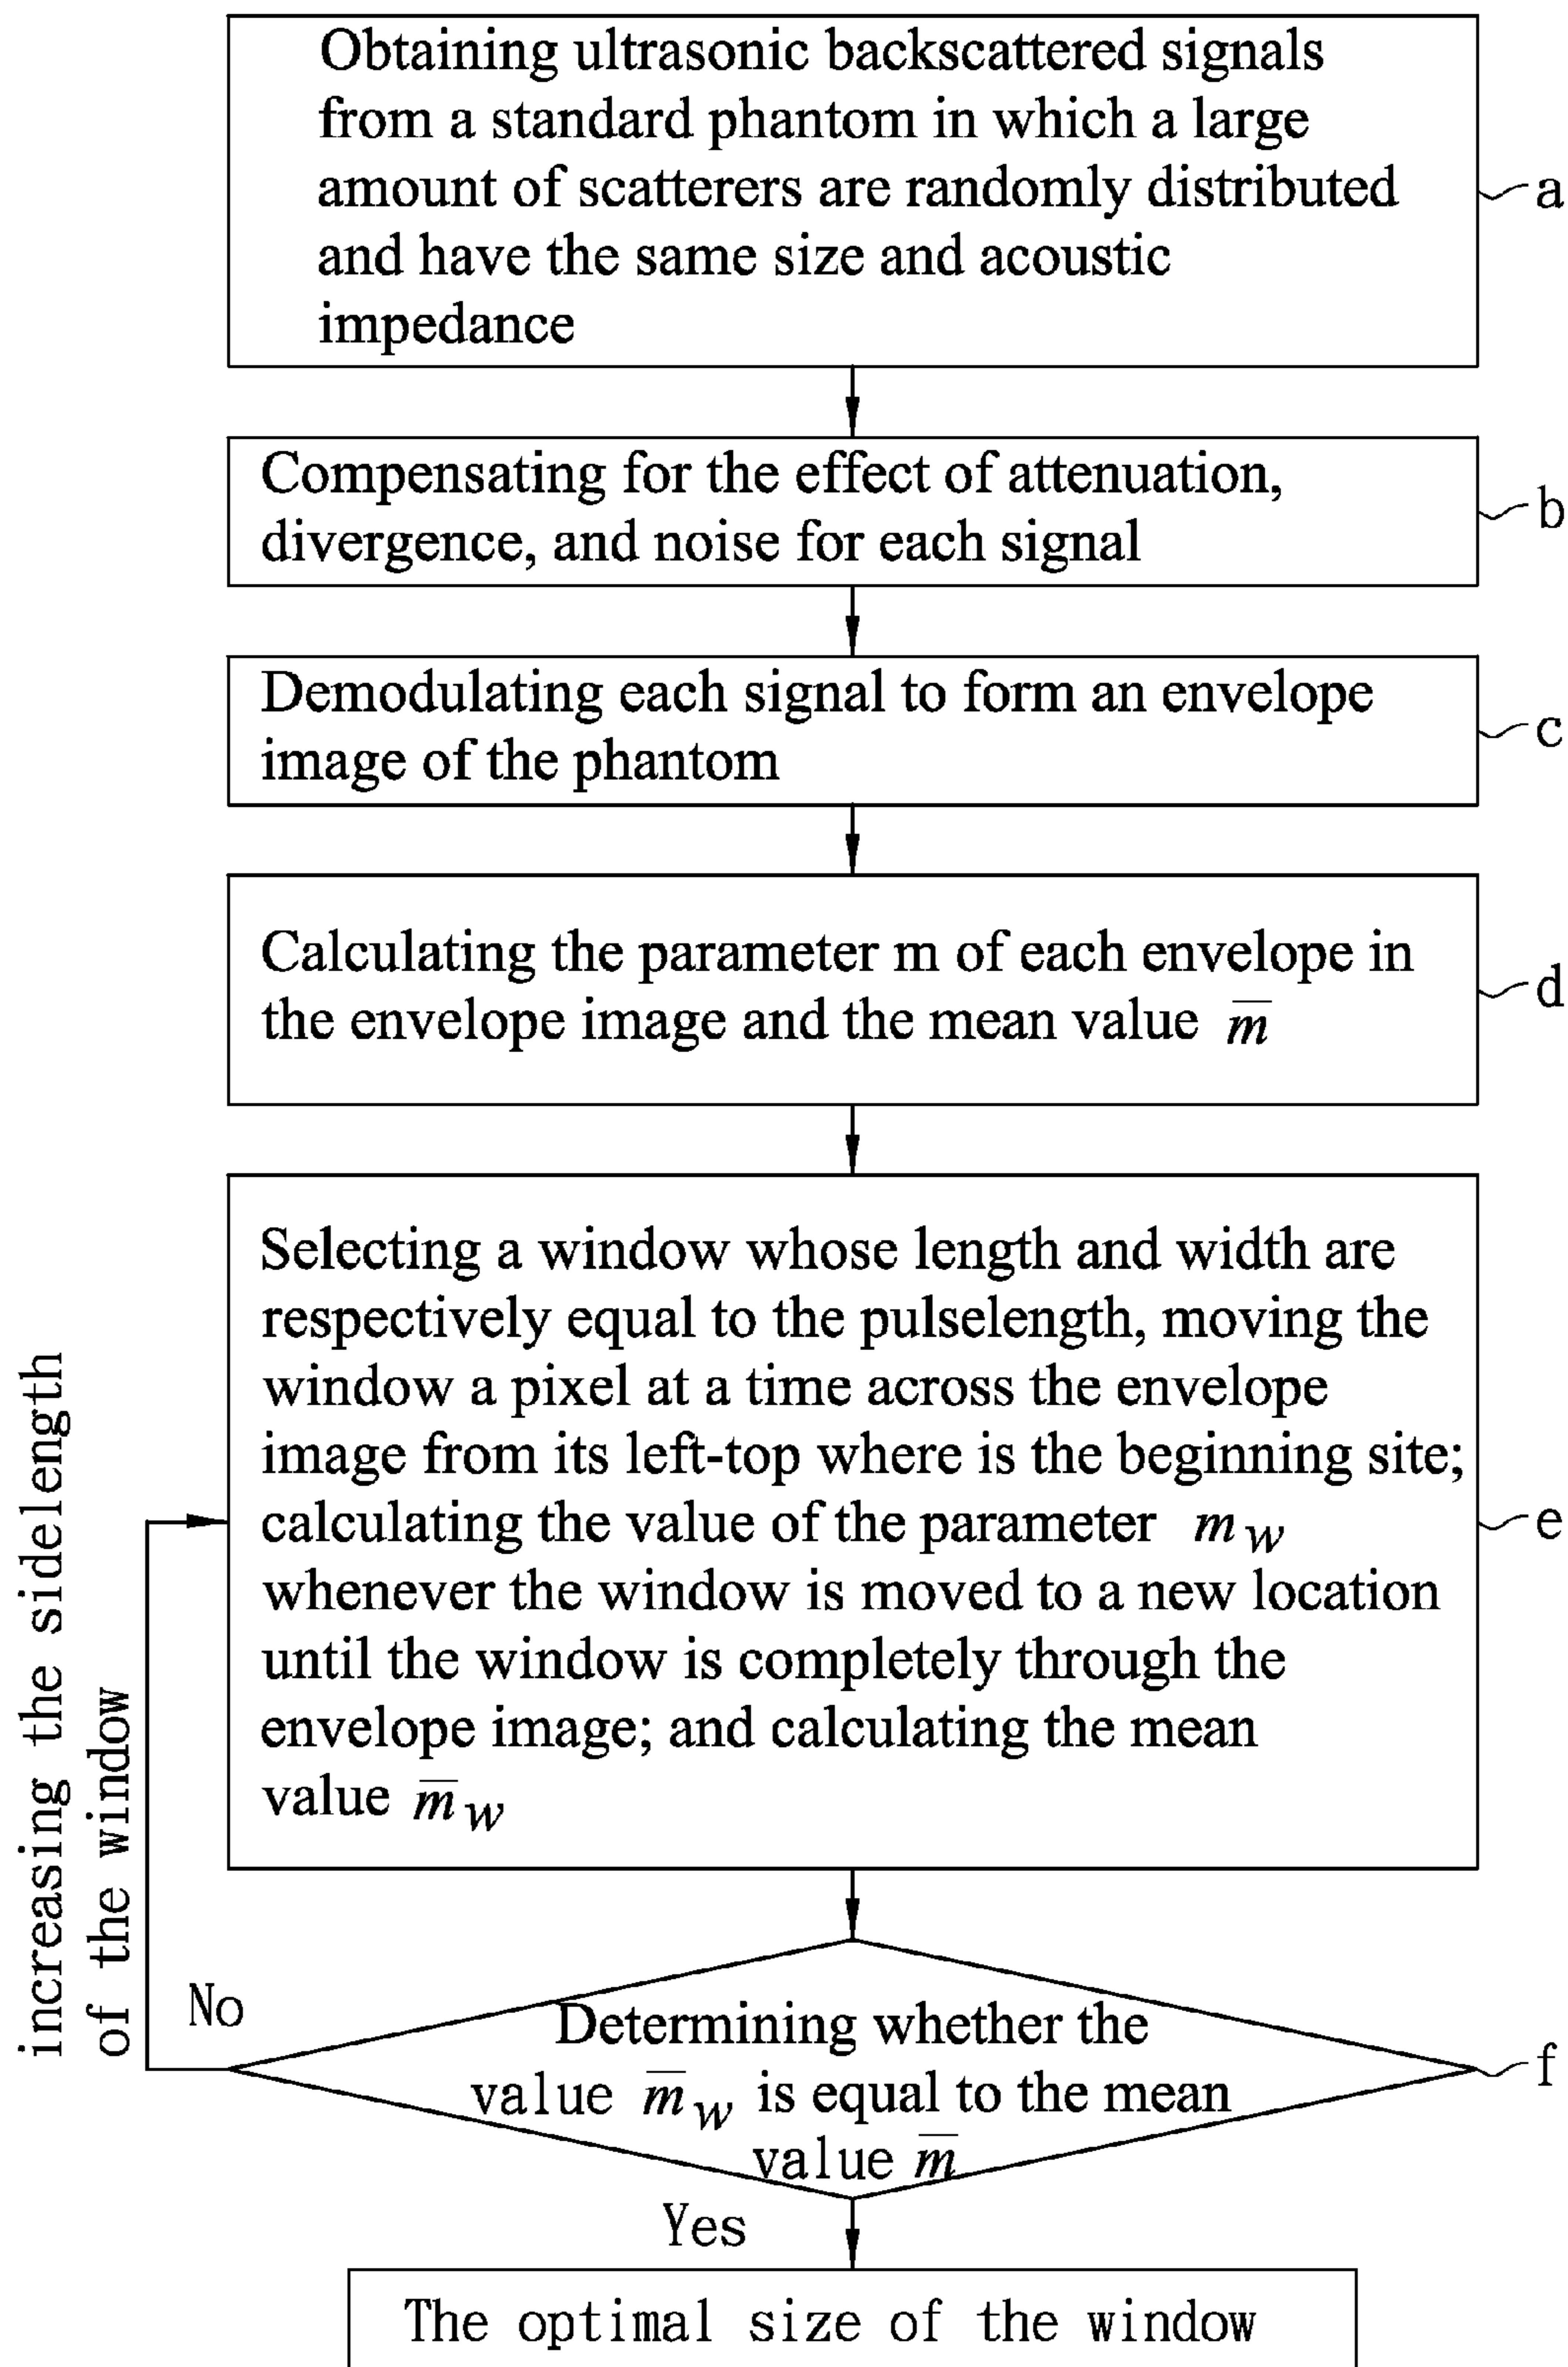 Obtaining ultrasonic backscattered signals
from a standard phantom in which a large
amount of scatterers are randomly distributed
and have the same size and acoustic
impedance
a
Compensating for the effect of attenuation,
divergence, and noise for each signal
b
Demodulating each signal to form an envelope
image of the phantom
c
Calculating the parameter m of each envelope in
the envelope image and the mean value m̅
d
Selecting a window whose length and width are
respectively equal to the pulselength, moving the
window a pixel at a time across the envelope
image from its left-top where is the beginning site;
calculating the value of the parameter m_w
whenever the window is moved to a new location
until the window is completely through the
envelope image; and calculating the mean
value m̅_w
e
increasing the sidelength
of the window
No
Determining whether the
value m̅_w is equal to the mean
value m̅
f
Yes
The optimal size of the window